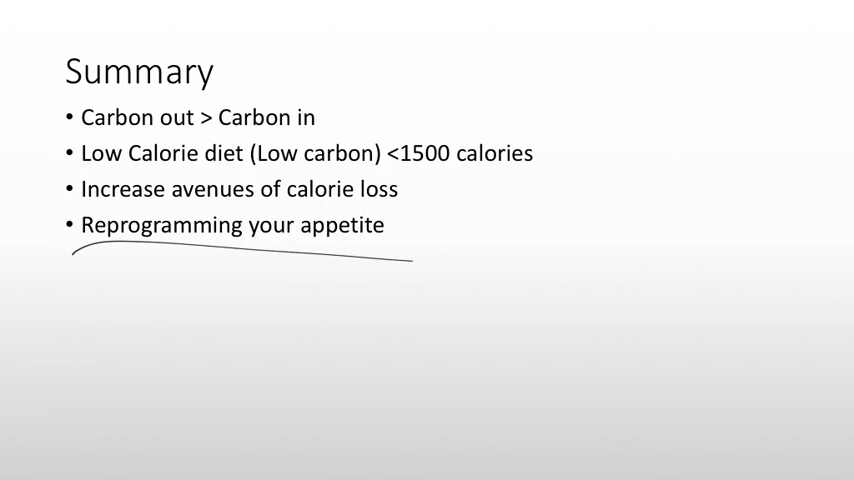 Summary
• Carbon out > Carbon in
• Low Calorie diet (Low carbon) <1500 calories
• Increase avenues of calorie loss
• Reprogramming your appetite